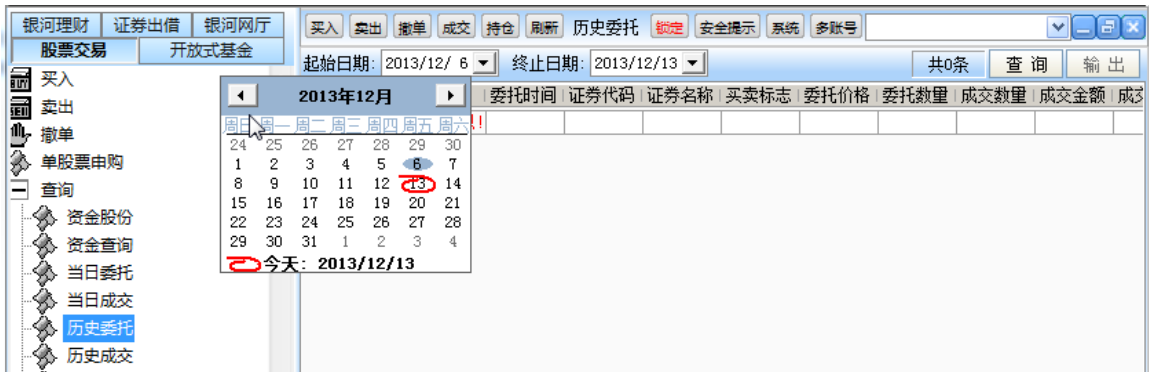 银河理财 证券出借 银河网厅
股票交易 开放式基金
买入 卖出 撤单 成交 持仓 刷新 历史委托 锁定 安全提示 系统 多账号
起始日期: 2013/12/ 6 终止日期: 2013/12/13 共0条 查 询 输 出
委托时间 证券代码 证券名称 买卖标志 委托价格 委托数量 成交数量 成交金额 成交
!!
买入
卖出
撤单
单股票申购
查询
资金股份
资金查询
当日委托
当日成交
历史委托
历史成交
2013年12月
周日 周一 周二 周三 周四 周五 周六
24 25 26 27 28 29 30
1 2 3 4 5 6 7
8 9 10 11 12 13 14
15 16 17 18 19 20 21
22 23 24 25 26 27 28
29 30 31 1 2 3 4
今天: 2013/12/13